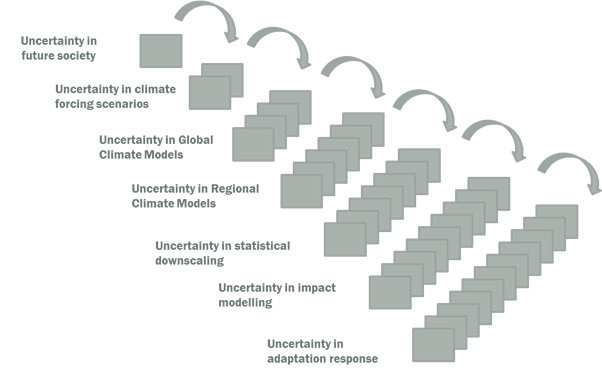 Uncertainty in
future society
Uncertainty in climate
forcing scenarios
Uncertainty in Global
Climate Models
Uncertainty in Regional
Climate Models
Uncertainty in statistical
downscaling
Uncertainty in impact
modelling
Uncertainty in
adaptation response